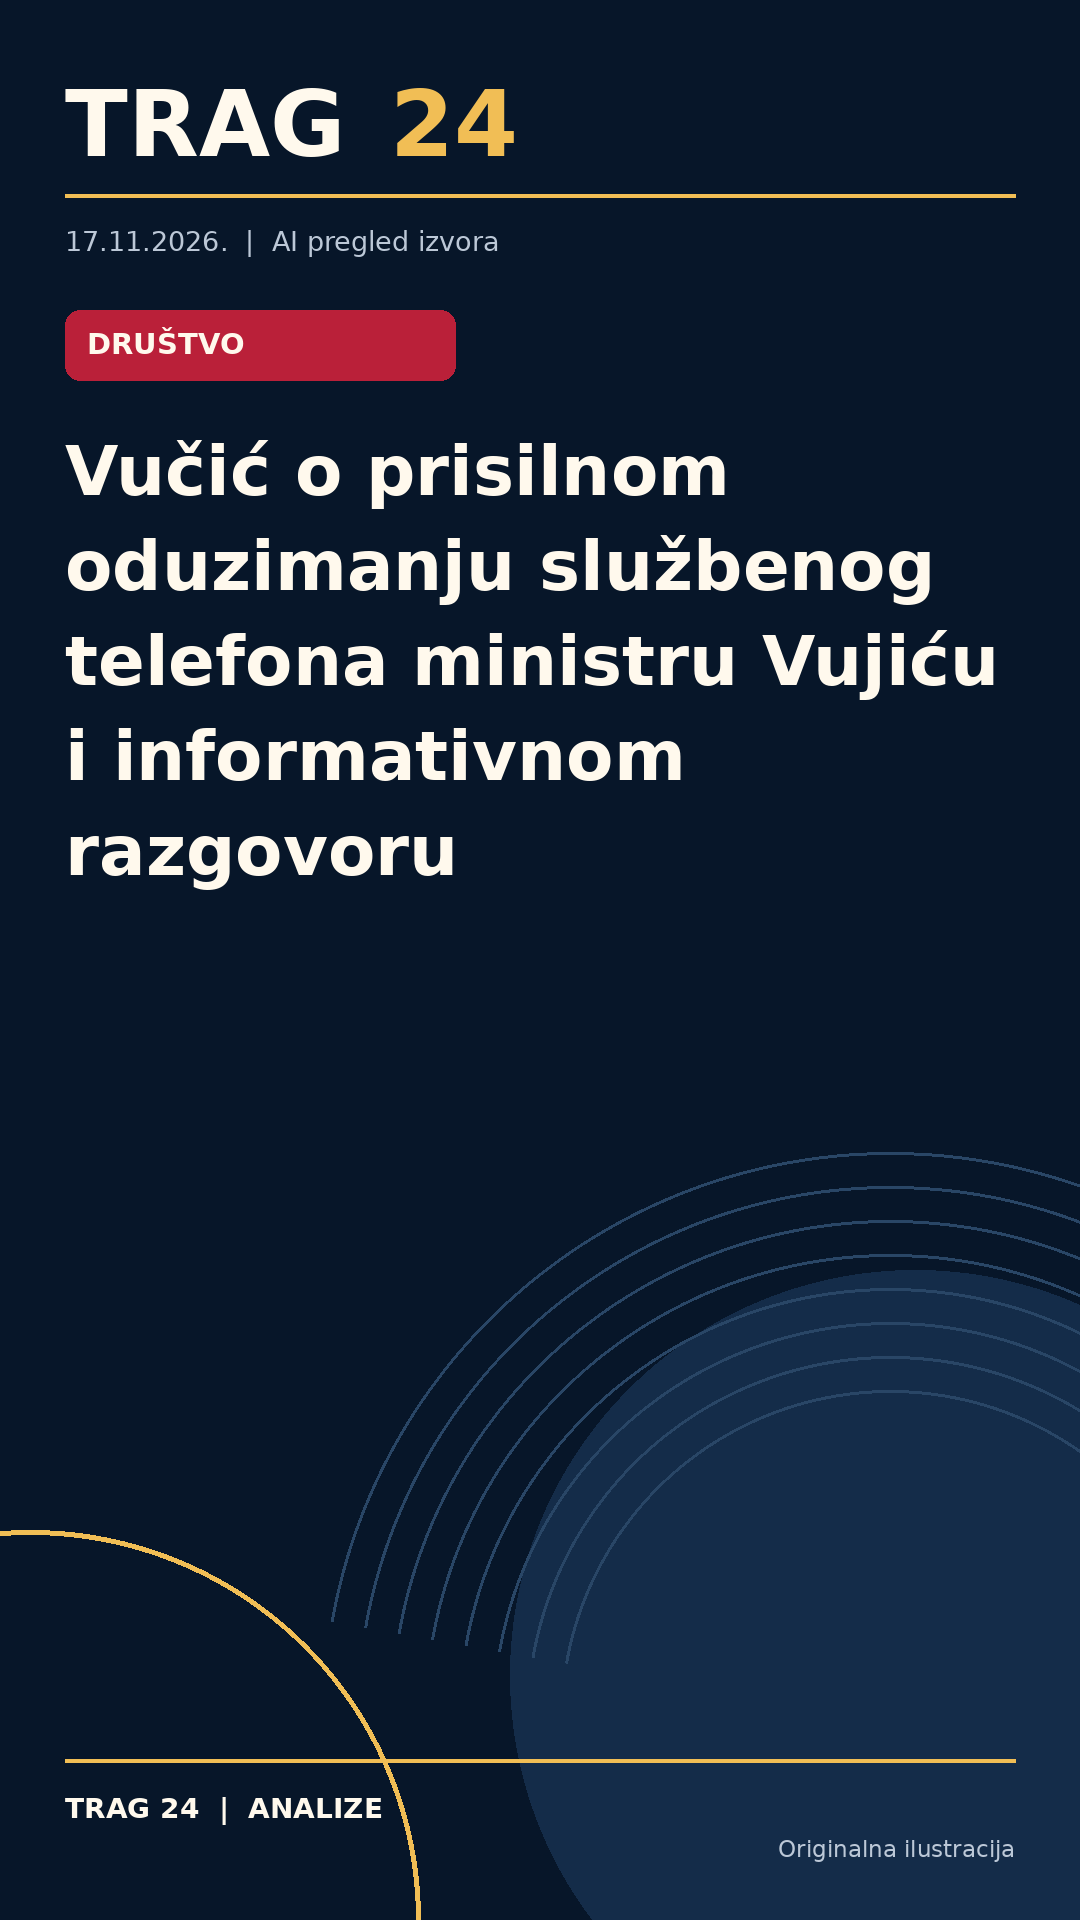 TRAG 24
17.11.2026. | AI pregled izvora
DRUŠTVO
Vučić o prisilnom
oduzimanju službenog
telefona ministru Vujiću
i informativnom
razgovoru
TRAG 24 | ANALIZE
Originalna ilustracija